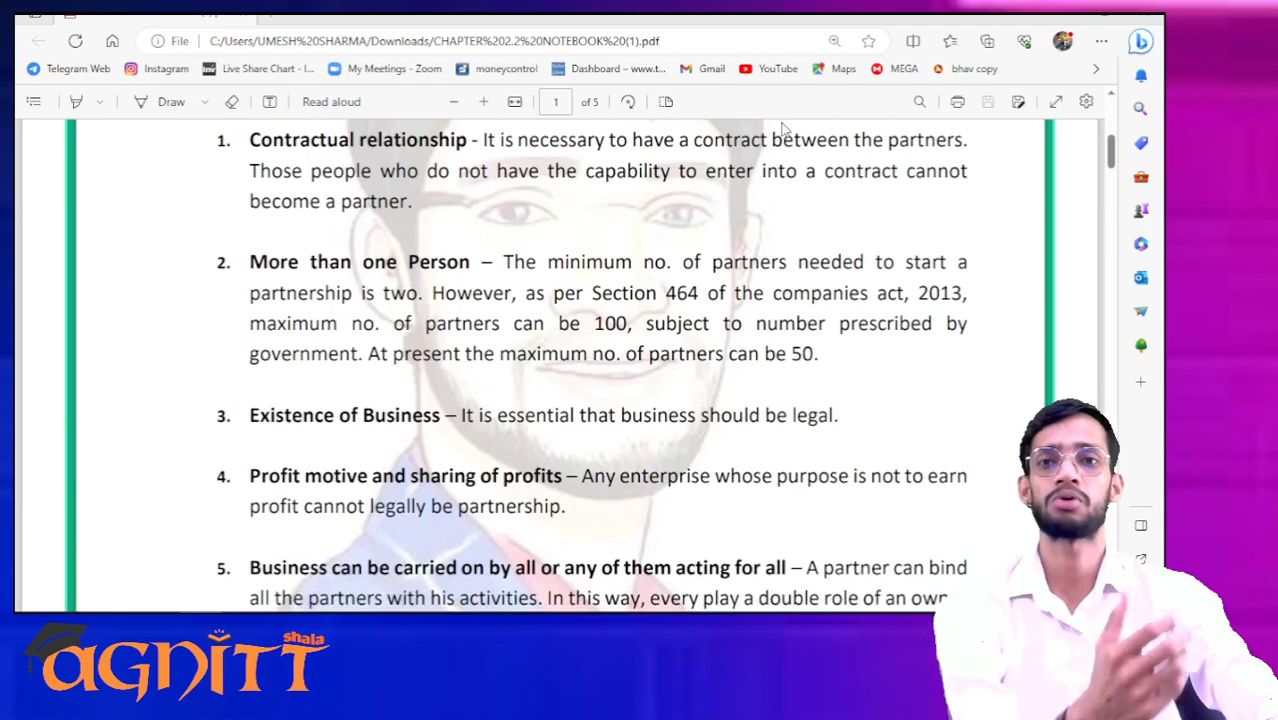 File C:/Users/UMESH%20SHARMA/Downloads/CHAPTER%202.2%20NOTEBOOK%20(1).pdf
Telegram Web Instagram Inv Live Share Chart - I... My Meetings - Zoom moneycontrol Dashboard – www.t... Gmail YouTube Maps MEGA bhav copy
Draw Read aloud 1 of 5
1. Contractual relationship - It is necessary to have a contract between the partners.
Those people who do not have the capability to enter into a contract cannot
become a partner.
2. More than one Person – The minimum no. of partners needed to start a
partnership is two. However, as per Section 464 of the companies act, 2013,
maximum no. of partners can be 100, subject to number prescribed by
government. At present the maximum no. of partners can be 50.
3. Existence of Business – It is essential that business should be legal.
4. Profit motive and sharing of profits – Any enterprise whose purpose is not to earn
profit cannot legally be partnership.
5. Business can be carried on by all or any of them acting for all – A partner can bind
all the partners with his activities. In this way, every play a double role of an own
agnitt shala